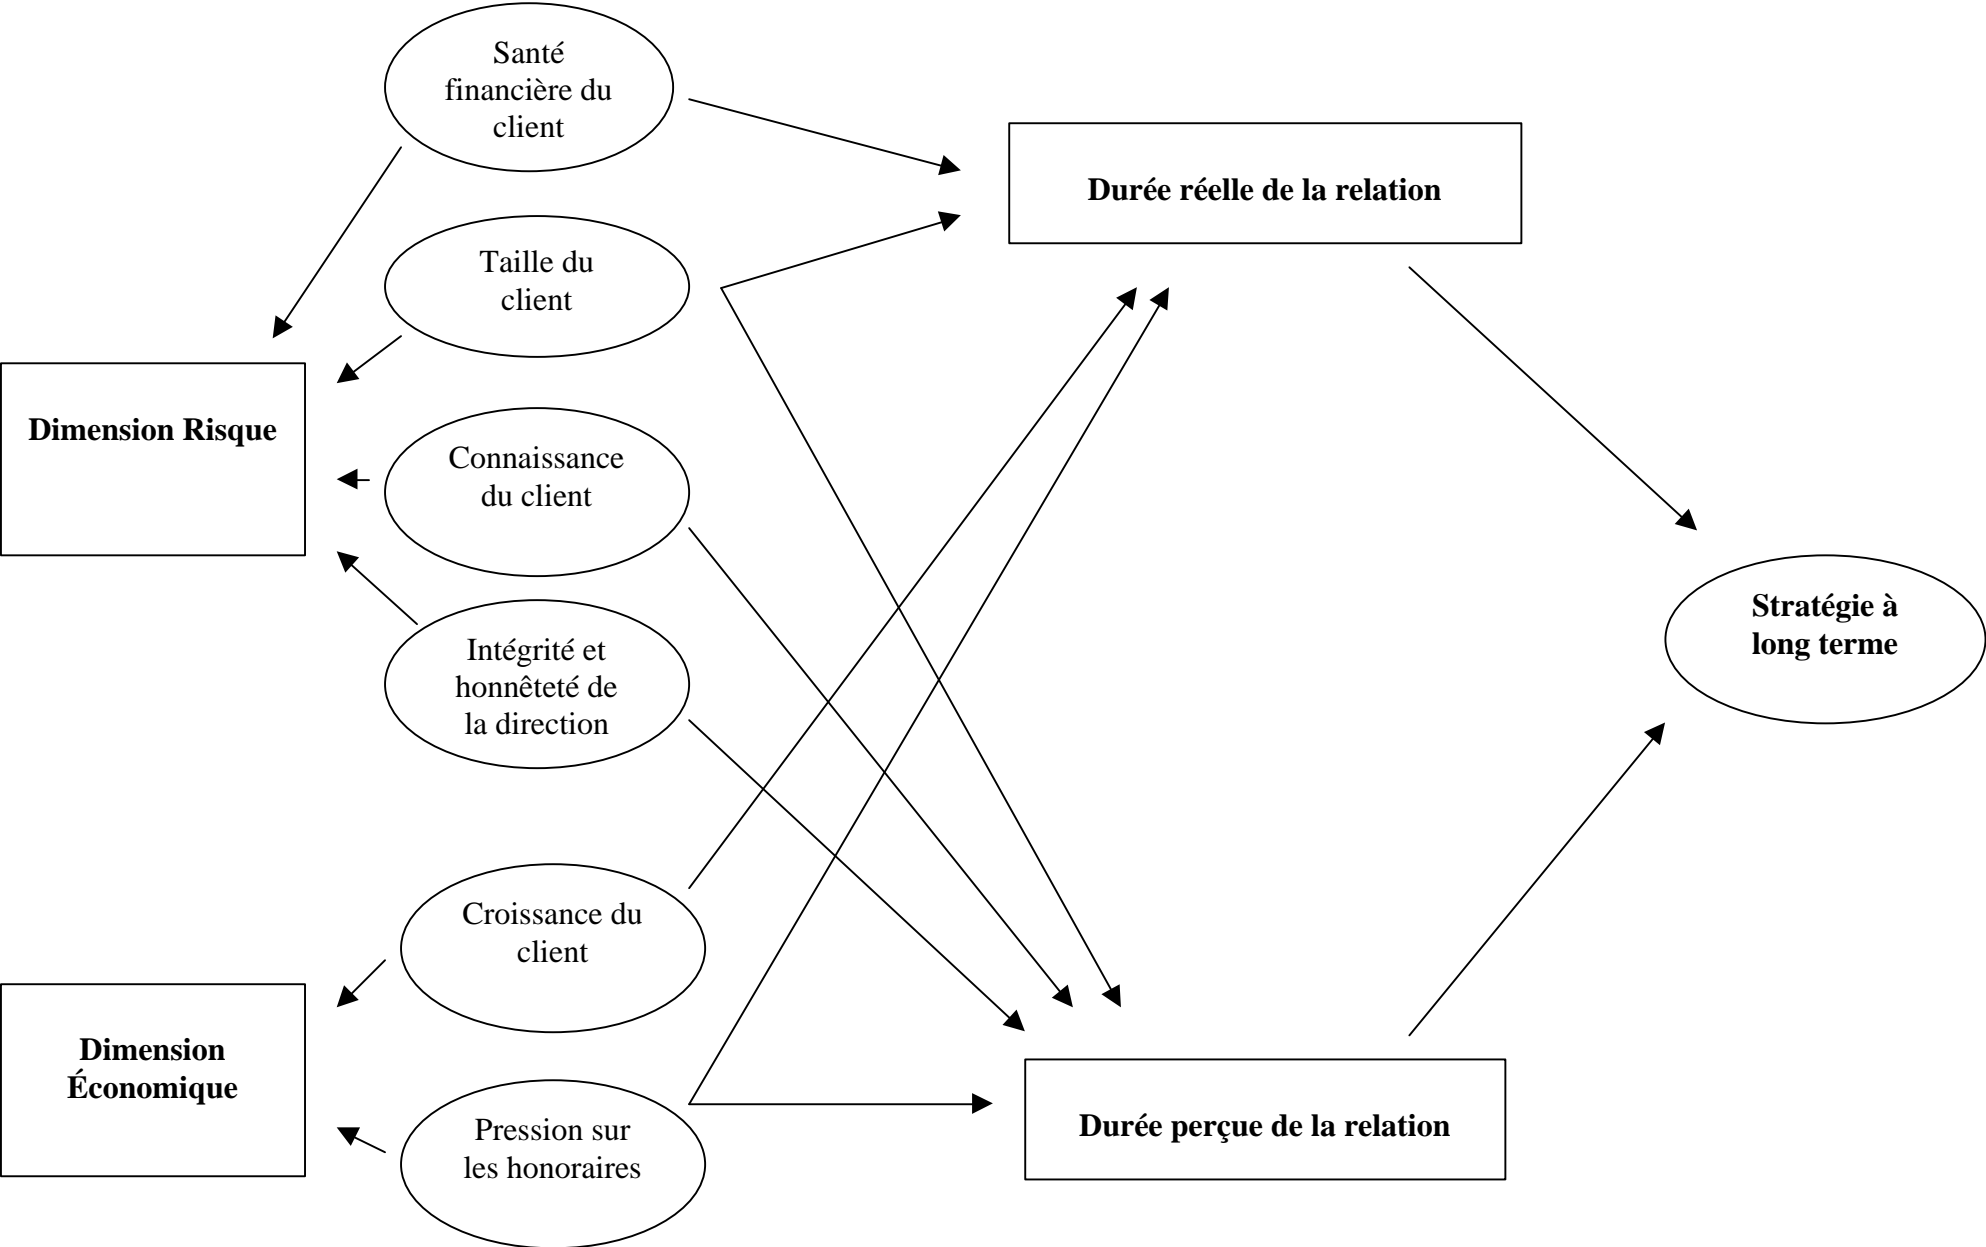 Santé
financière du
client
Durée réelle de la relation
Taille du
client
Dimension Risque
Connaissance
du client
Stratégie à
long terme
Intégrité et
honnêteté de
la direction
Croissance du
client
Dimension
Économique
Pression sur
les honoraires
Durée perçue de la relation